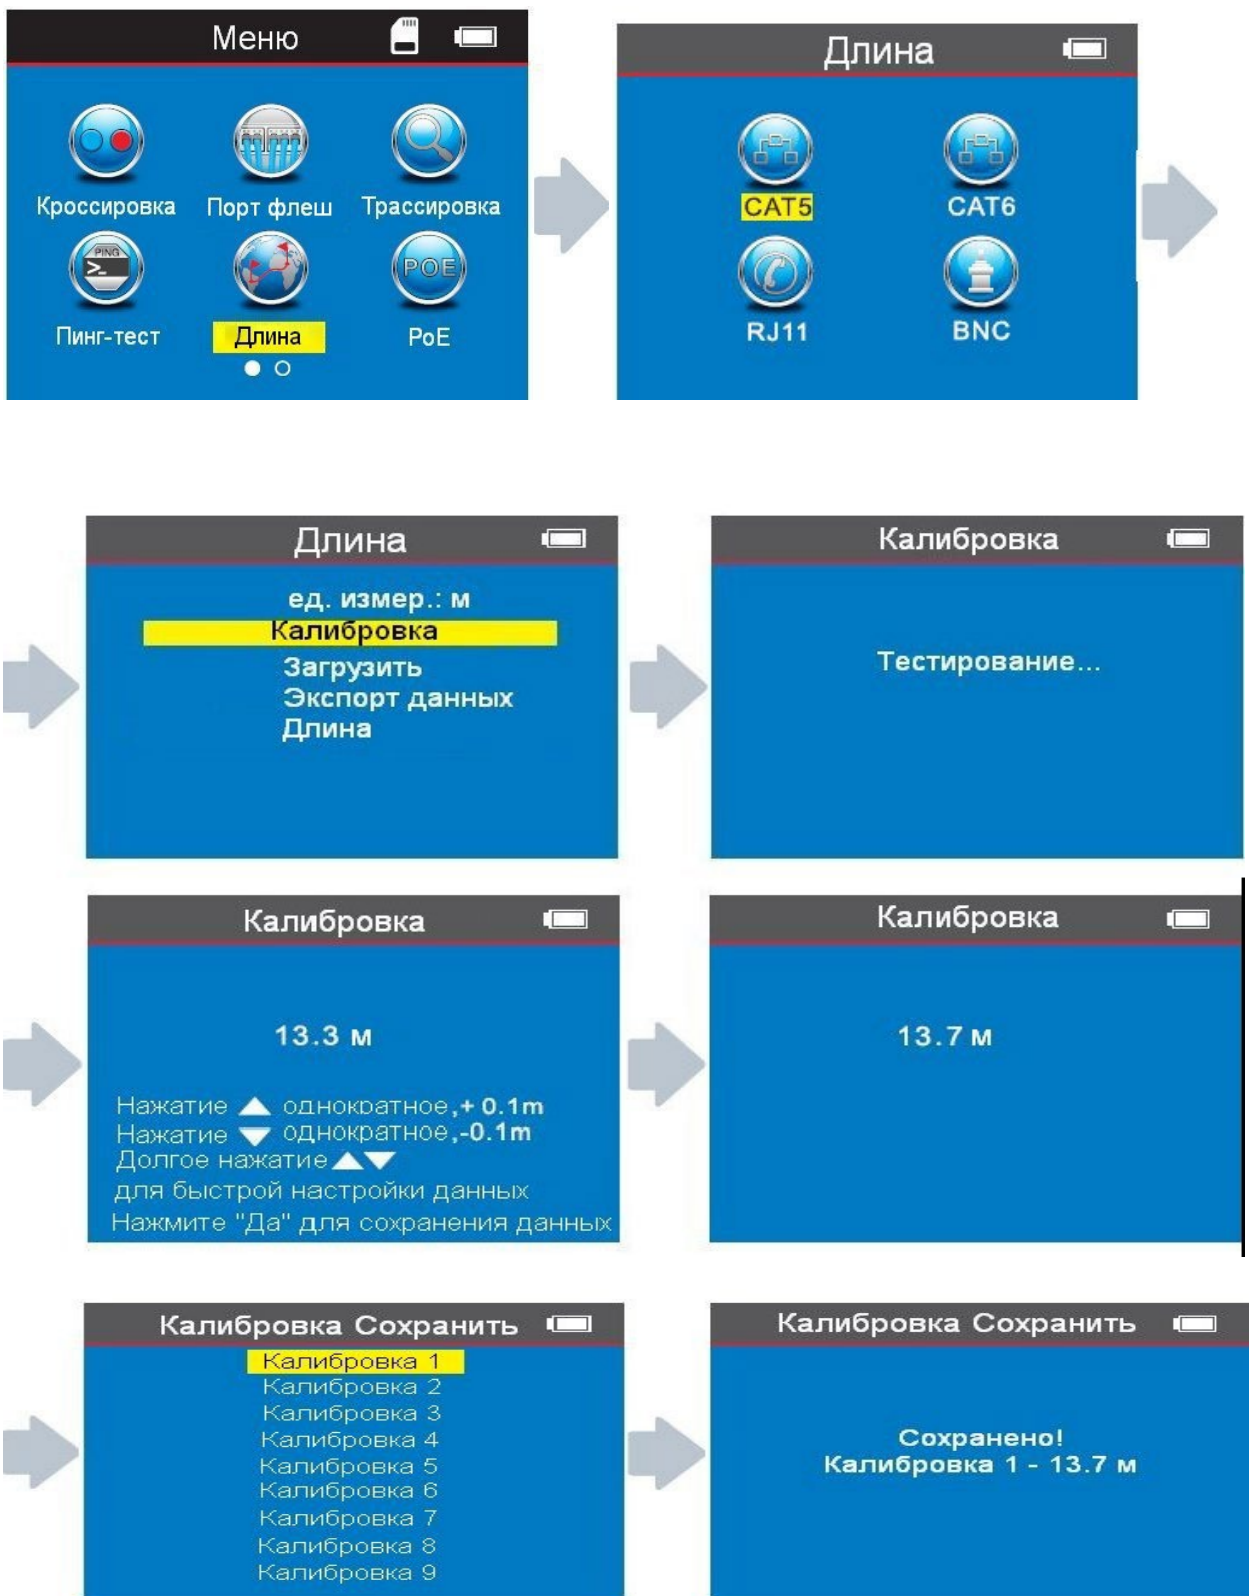 Меню
Кроссировка Порт флеш Трассировка
PING
>_
POE
Пинг-тест Длина PoE
Длина
CAT5 CAT6
RJ11 BNC
Длина
ед. измер.: м
Калибровка
Загрузить
Экспорт данных
Длина
Калибровка
Тестирование...
Калибровка
13.3 м
Нажатие ▲ однократное,+ 0.1m
Нажатие ▼ однократное,-0.1m
Долгое нажатие▲▼
для быстрой настройки данных
Нажмите "Да" для сохранения данных
Калибровка
13.7 м
Калибровка Сохранить
Калибровка 1
Калибровка 2
Калибровка 3
Калибровка 4
Калибровка 5
Калибровка 6
Калибровка 7
Калибровка 8
Калибровка 9
Калибровка Сохранить
Сохранено!
Калибровка 1 - 13.7 м